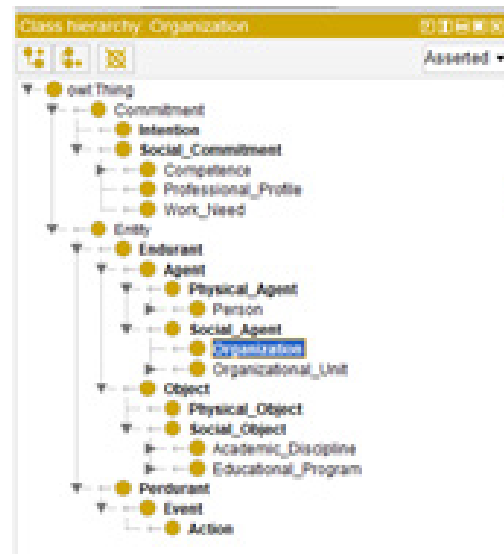 Class hierarchy: Organization
Asserted
owl:Thing
Commitment
Intention
Social_Commitment
Competence
Professional_Profile
Work_Need
Entity
Endurant
Agent
Physical_Agent
Person
Social_Agent
Organization
Organizational_Unit
Object
Physical_Object
Social_Object
Academic_Discipline
Educational_Program
Perdurant
Event
Action